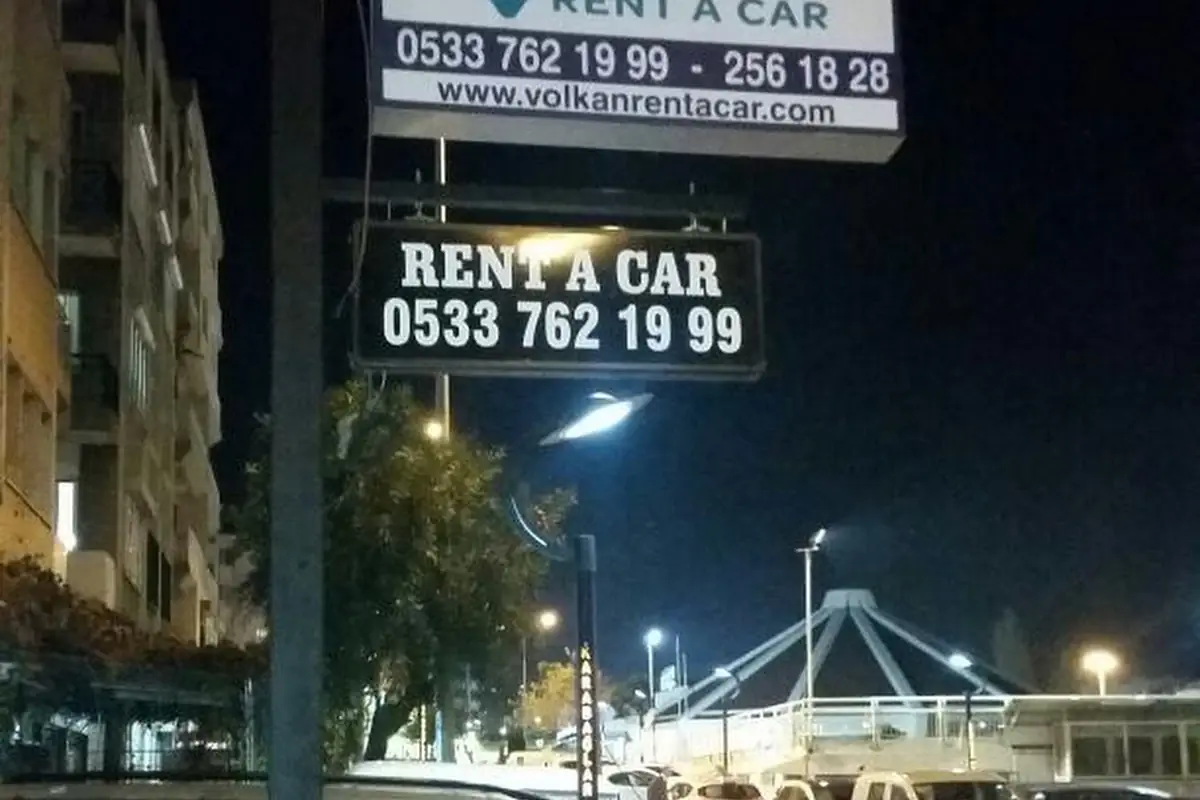 RENT A CAR
0533 762 19 99 - 256 18 28
www.volkanrentacar.com
RENT A CAR
0533 762 19 99